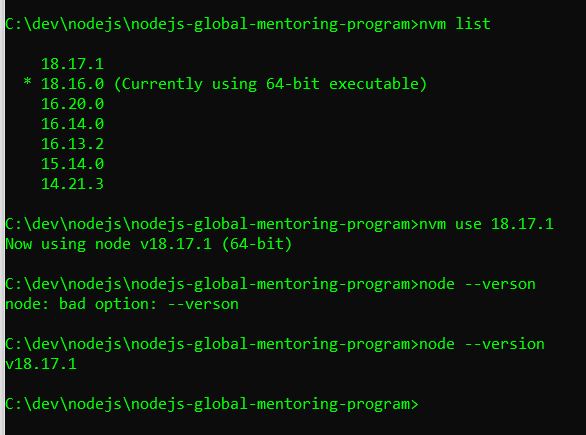 C:\dev\nodejs\nodejs-global-mentoring-program>nvm list
18.17.1
* 18.16.0 (Currently using 64-bit executable)
16.20.0
16.14.0
16.13.2
15.14.0
14.21.3
C:\dev\nodejs\nodejs-global-mentoring-program>nvm use 18.17.1
Now using node v18.17.1 (64-bit)
C:\dev\nodejs\nodejs-global-mentoring-program>node --verson
node: bad option: --verson
C:\dev\nodejs\nodejs-global-mentoring-program>node --version
v18.17.1
C:\dev\nodejs\nodejs-global-mentoring-program>